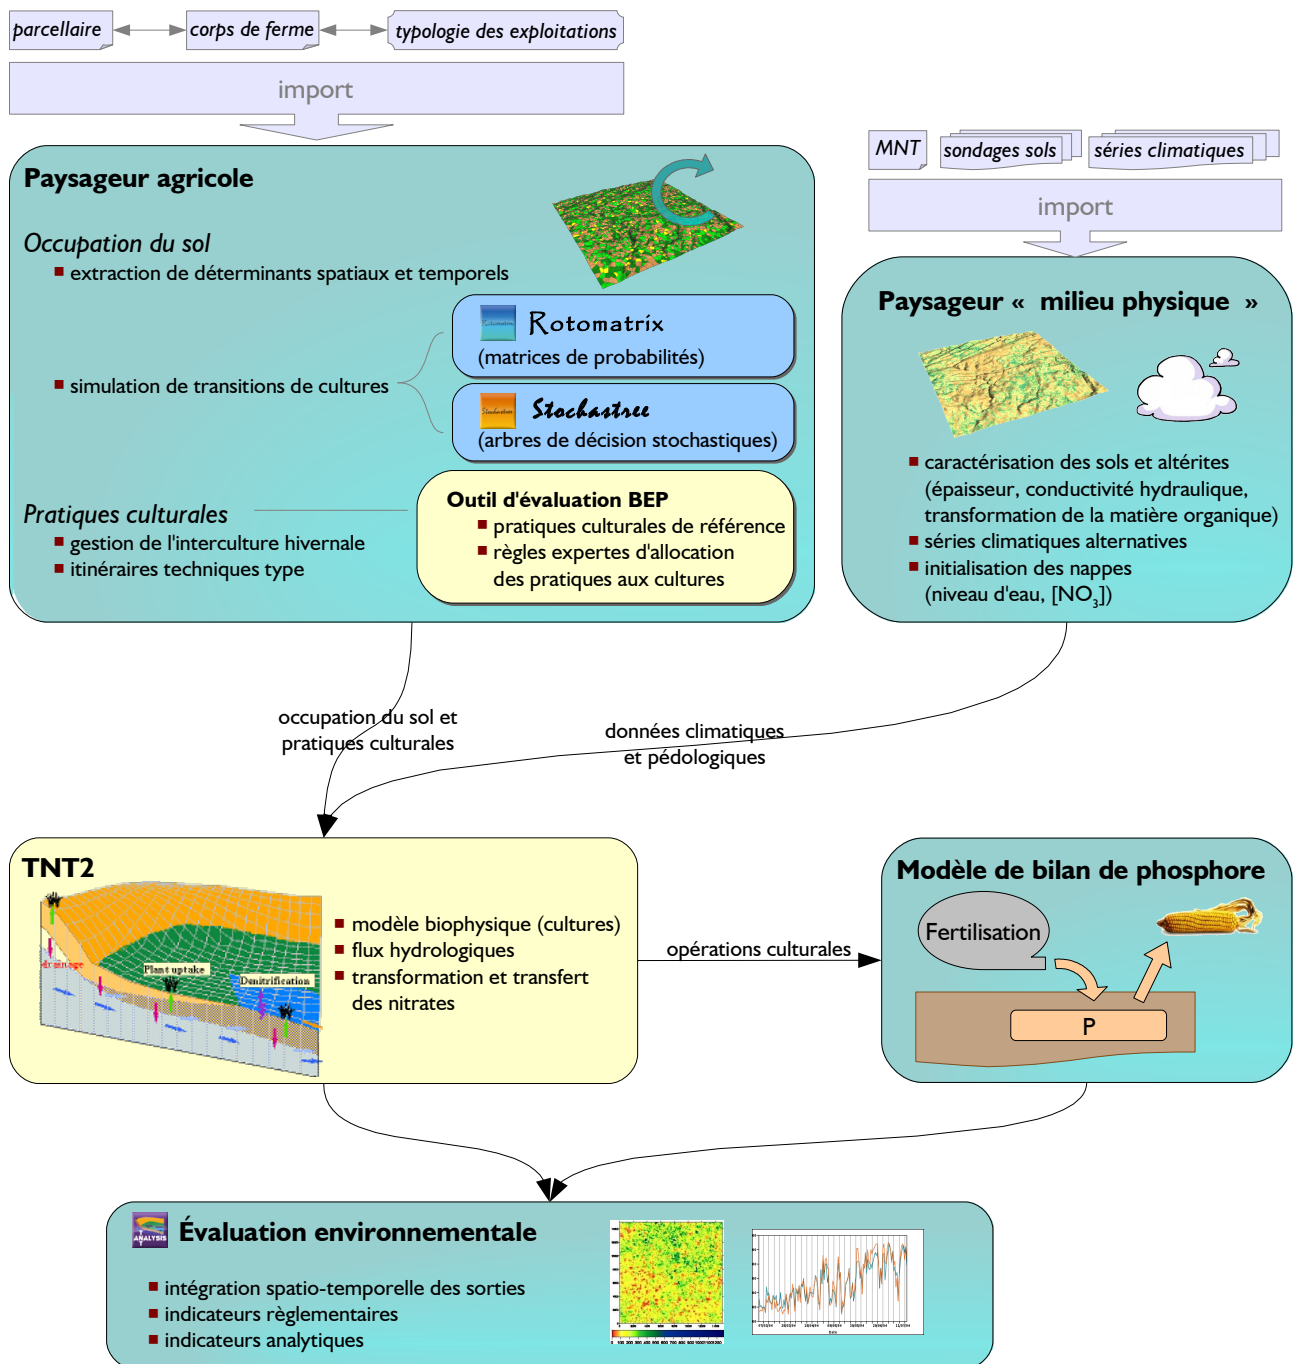 parcellaire
corps de ferme
typologie des exploitations
import
Paysageur agricole
Occupation du sol
extraction de déterminants spatiaux et temporels
simulation de transitions de cultures
Rotomatrix
(matrices de probabilités)
Stochastree
Stochastree
(arbres de décision stochastiques)
Pratiques culturales
gestion de l'interculture hivernale
itinéraires techniques type
Outil d'évaluation BEP
pratiques culturales de référence
règles expertes d'allocation
des pratiques aux cultures
MNT
sondages sols
séries climatiques
import
Paysageur « milieu physique »
caractérisation des sols et altérites
(épaisseur, conductivité hydraulique,
transformation de la matière organique)
séries climatiques alternatives
initialisation des nappes
(niveau d'eau, [NO3])
occupation du sol et
pratiques culturales
données climatiques
et pédologiques
TNT2
drainage
Plant uptake
Denitrification
modèle biophysique (cultures)
flux hydrologiques
transformation et transfert
des nitrates
opérations culturales
Modèle de bilan de phosphore
Fertilisation
P
ANALYSIS
Évaluation environnementale
intégration spatio-temporelle des sorties
indicateurs règlementaires
indicateurs analytiques